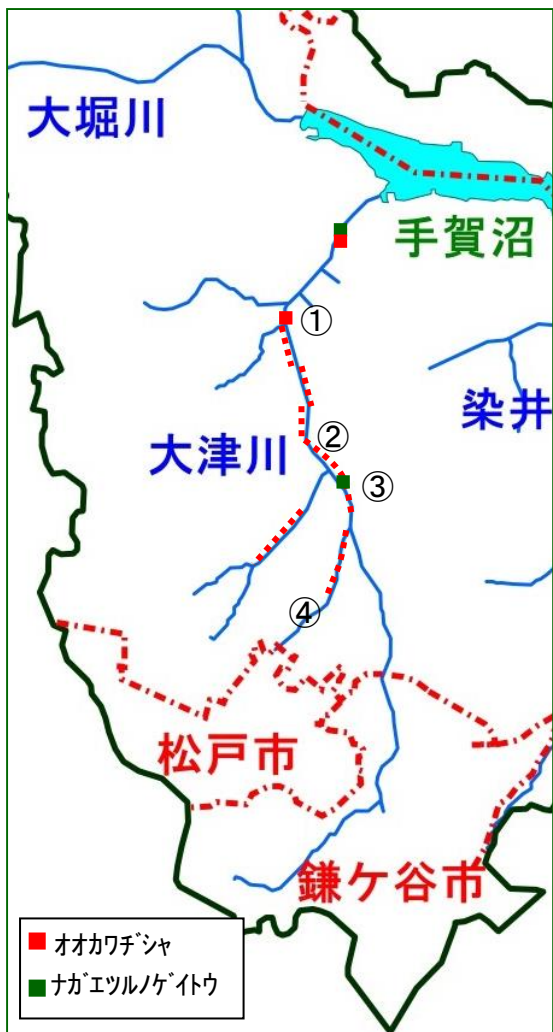 大堀川
手賀沼
①
染井
②
大津川
③
④
松戸市
鎌ケ谷市
■ オオカワヂシャ
■ ナガエツルノゲイトウ